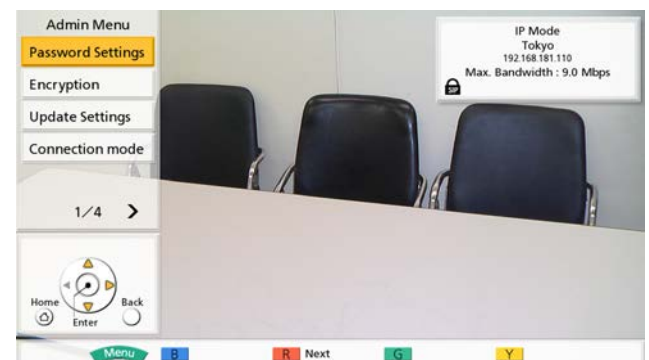 Admin Menu
Password Settings
Encryption
Update Settings
Connection mode
1/4 >
Home
Enter
Back
IP Mode
Tokyo
192.168.181.110
Max. Bandwidth : 9.0 Mbps
SIP
Menu
B
R Next
G
Y